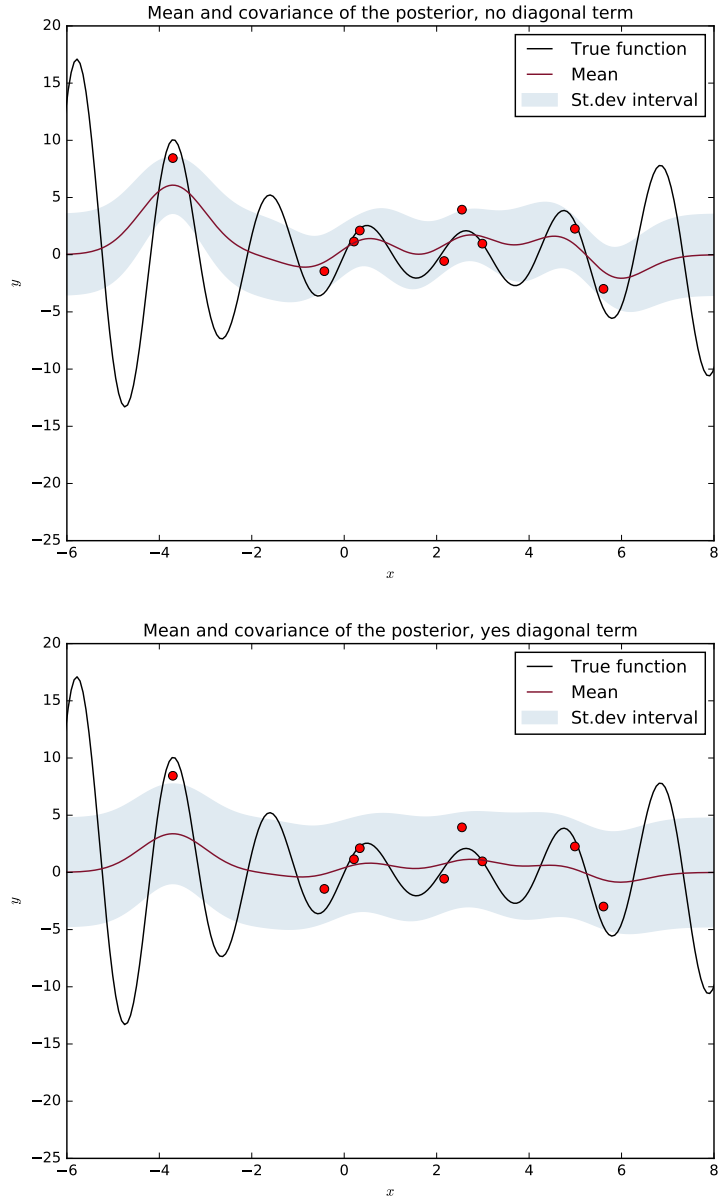 Mean and covariance of the posterior, no diagonal term
20
15
10
5
0
−5
−10
−15
−20
−25
y
True function
Mean
St.dev interval
−6 −4 −2 0 2 4 6 8
x
Mean and covariance of the posterior, yes diagonal term
20
15
10
5
0
−5
−10
−15
−20
−25
y
True function
Mean
St.dev interval
−6 −4 −2 0 2 4 6 8
x